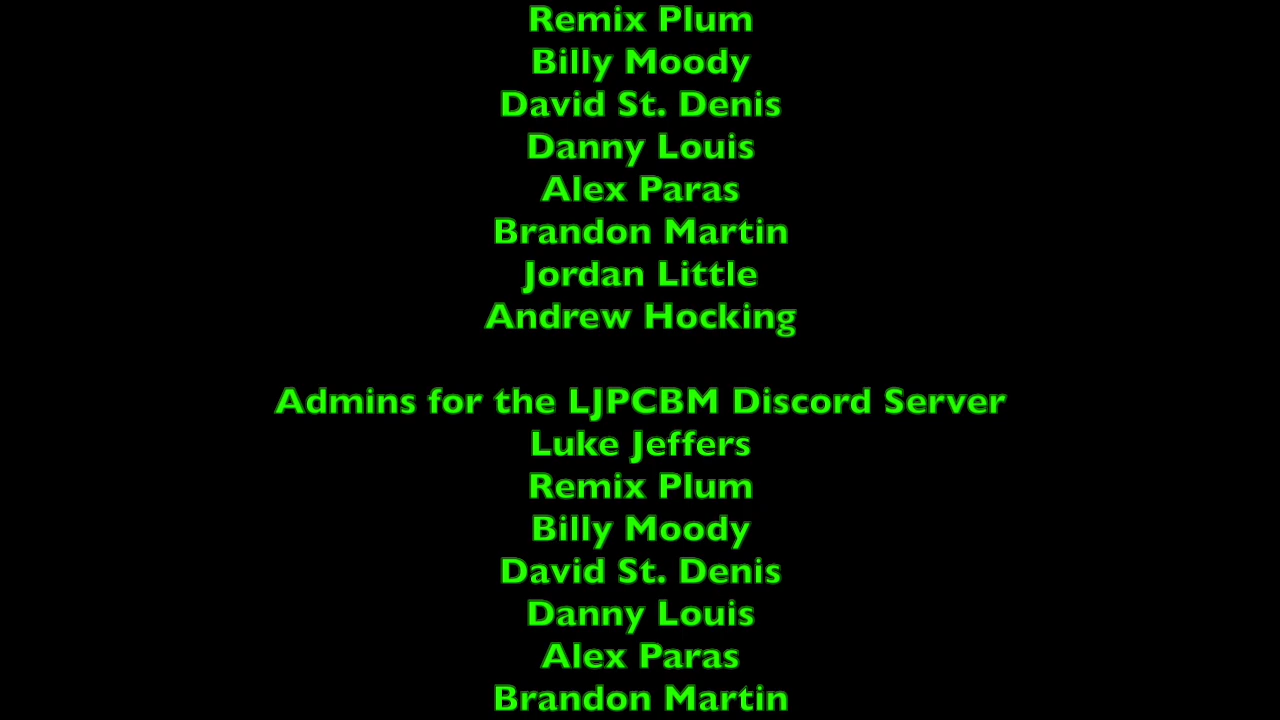 Remix Plum
Billy Moody
David St. Denis
Danny Louis
Alex Paras
Brandon Martin
Jordan Little
Andrew Hocking
Admins for the LJPCBM Discord Server
Luke Jeffers
Remix Plum
Billy Moody
David St. Denis
Danny Louis
Alex Paras
Brandon Martin